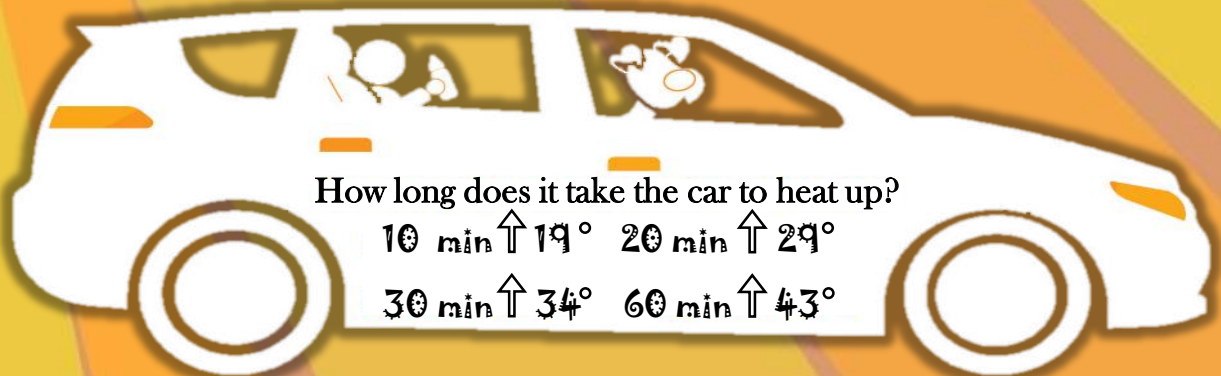 How long does it take the car to heat up?
10 min ⇧ 19° 20 min ⇧ 29°
30 min ⇧ 34° 60 min ⇧ 43°